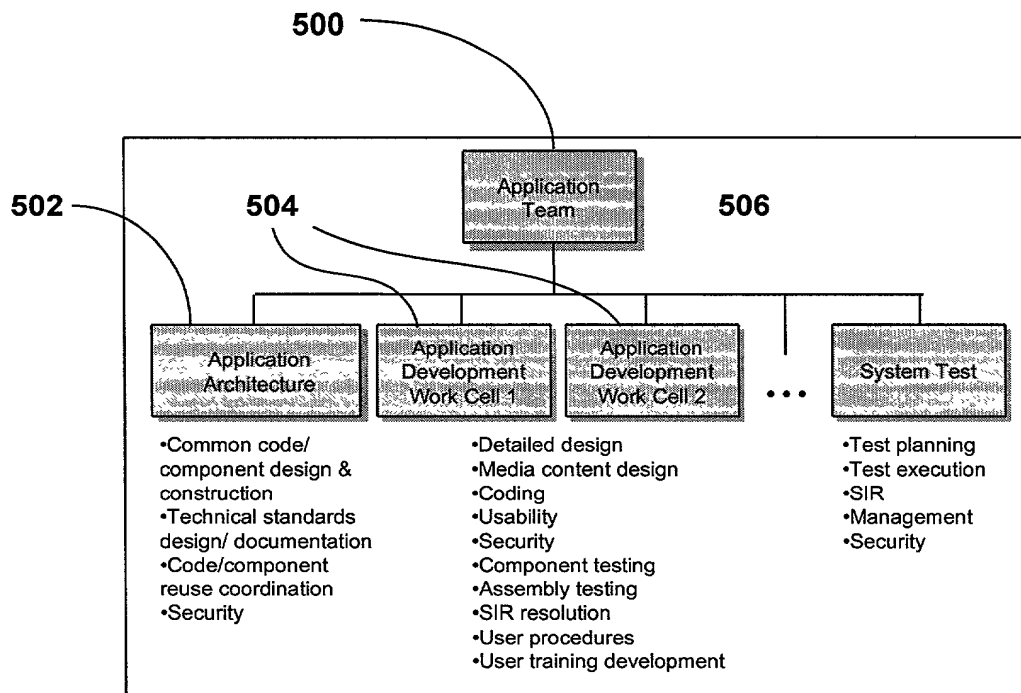 500
502
504
506
Application
Team
Application
Architecture
Application
Development
Work Cell 1
Application
Development
Work Cell 2
...
System Test
•Common code/
component design &
construction
•Technical standards
design/ documentation
•Code/component
reuse coordination
•Security
•Detailed design
•Media content design
•Coding
•Usability
•Security
•Component testing
•Assembly testing
•SIR resolution
•User procedures
•User training development
•Test planning
•Test execution
•SIR
•Management
•Security